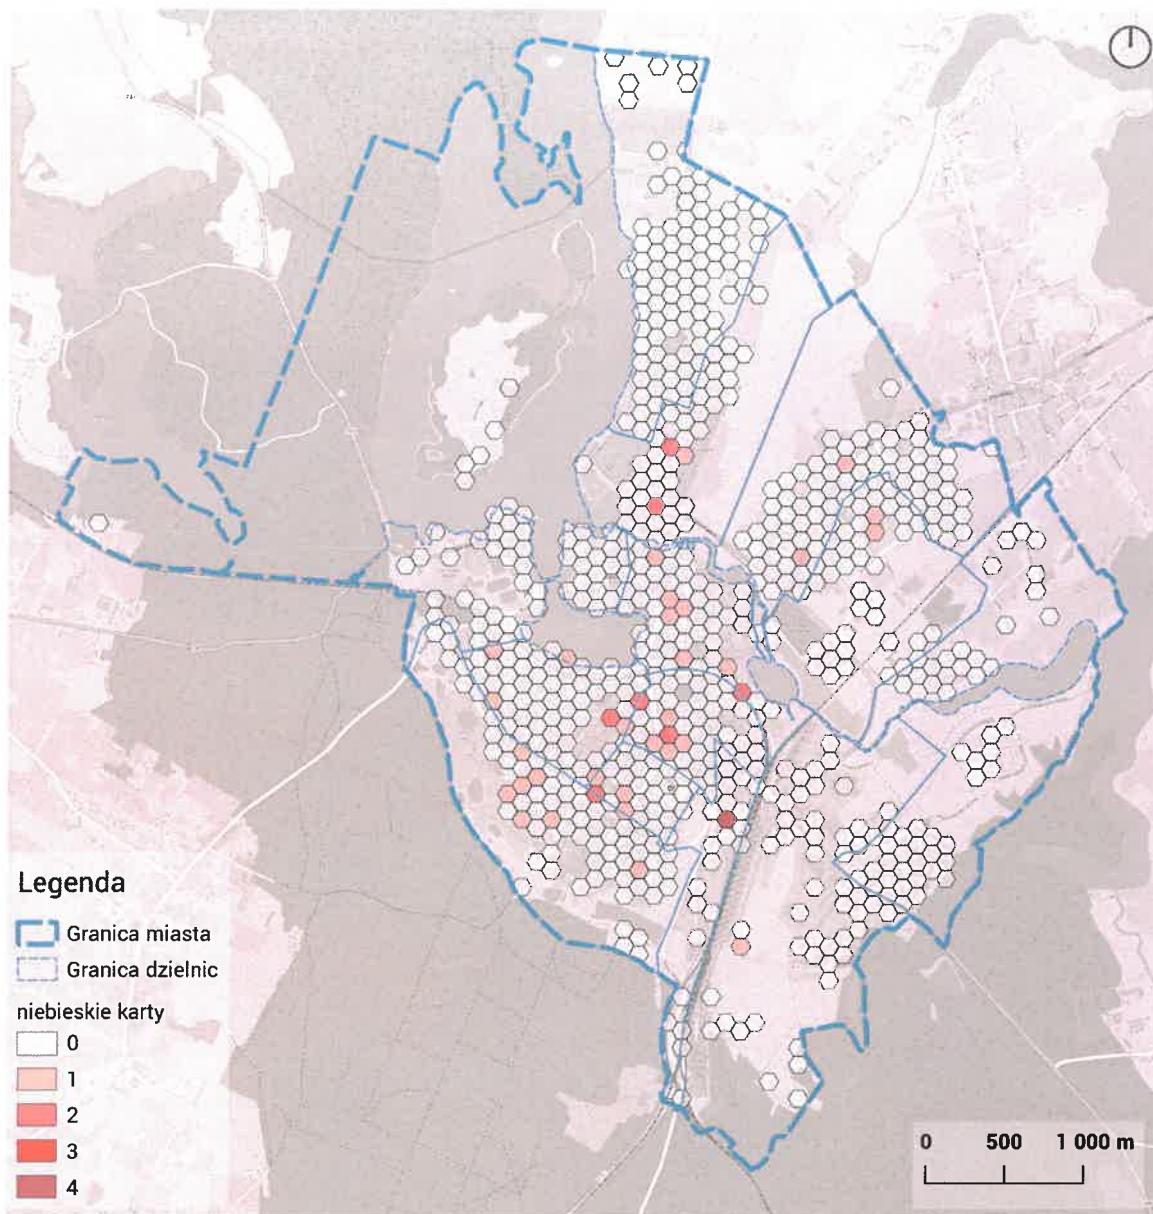 Legenda
Granica miasta
Granica dzielnic
niebieskie karty
0
1
2
3
4
0 500 1 000 m